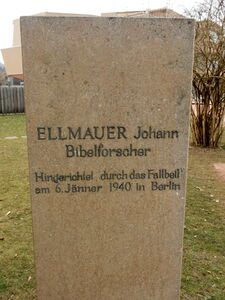 ELLMAUER Johann
Bibelforscher
Hingerichtet „durch das Fallbeil"
am 6. Jänner 1940 in Berlin